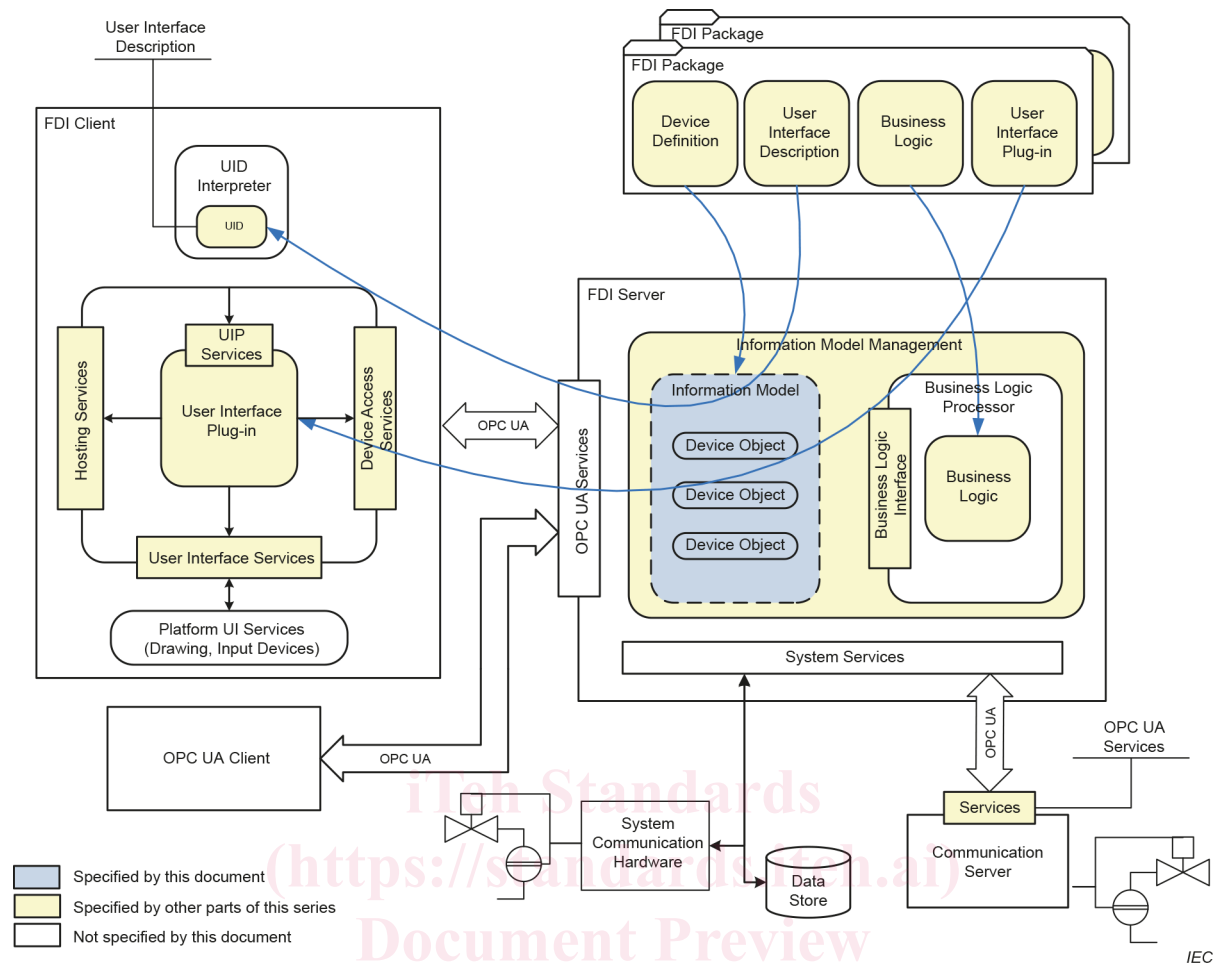 User Interface
Description
FDI Package
FDI Package
Device
Definition
User
Interface
Description
Business
Logic
User
Interface
Plug-in
FDI Client
UID
Interpreter
UID
UIP
Services
Hosting Services
User Interface
Plug-in
Device Access
Services
User Interface Services
Platform UI Services
(Drawing, Input Devices)
OPC UA
FDI Server
OPC UA Services
Information Model Management
Information Model
Device Object
Device Object
Device Object
Business Logic
Processor
Business Logic
Interface
Business
Logic
System Services
OPC UA Client
OPC UA
OPC UA
OPC UA
Services
Services
Communication
Server
System
Communication
Hardware
Data
Store
iTeh Standards
(https://standards.iteh.ai)
Document Preview
Specified by this document
Specified by other parts of this series
Not specified by this document
IEC